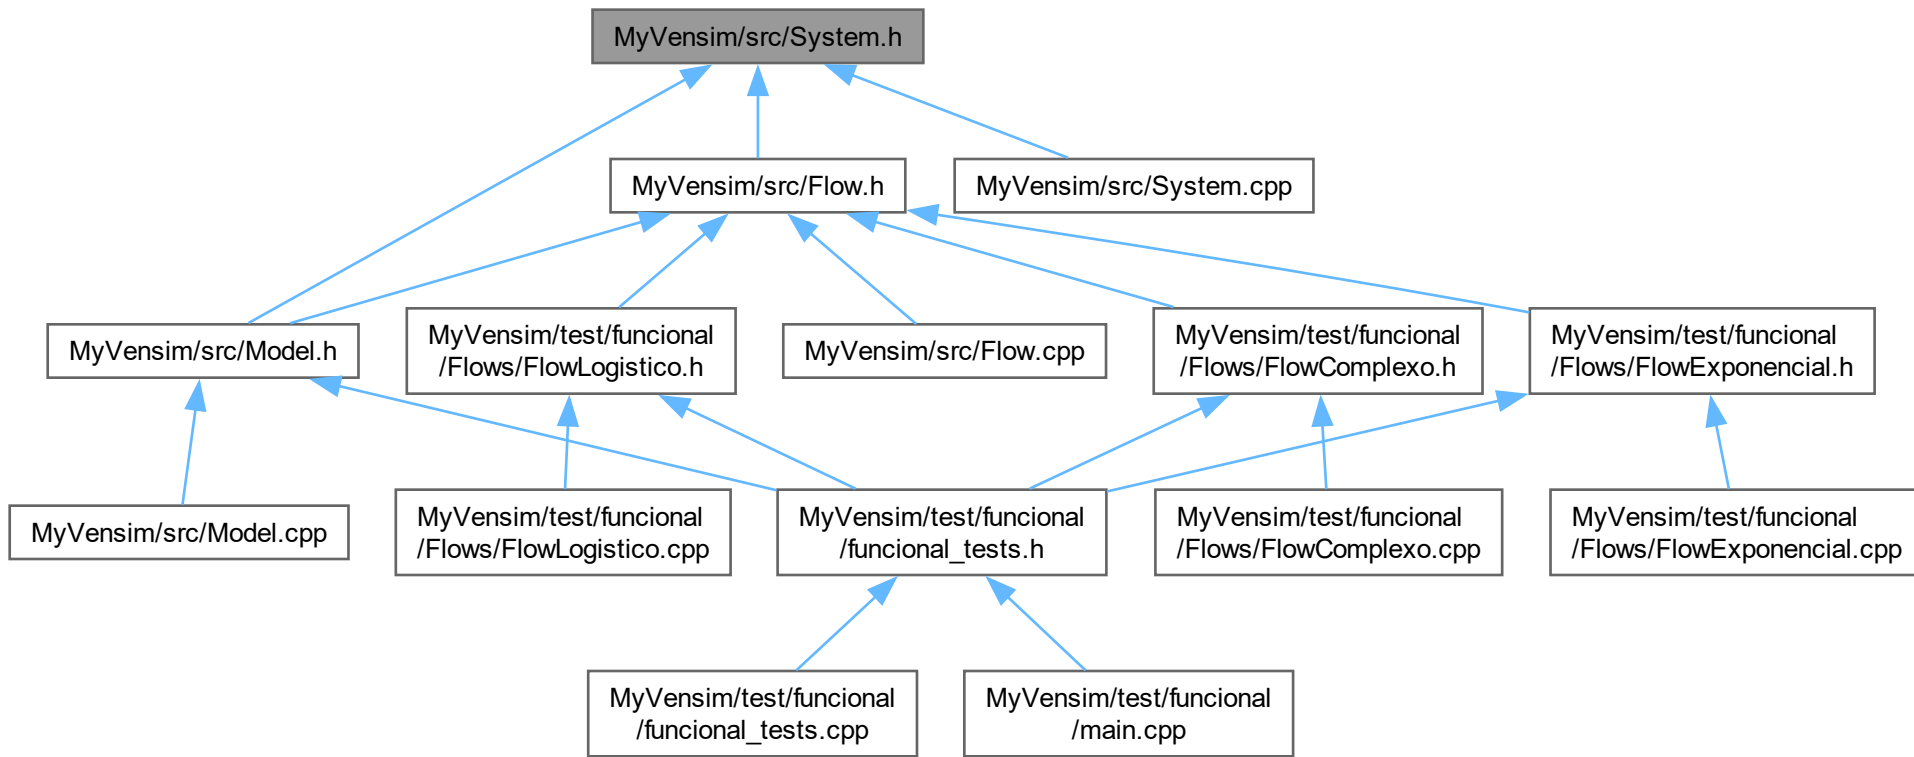 MyVensim/src/System.h
MyVensim/src/Flow.h
MyVensim/src/System.cpp
MyVensim/src/Model.h
MyVensim/test/funcional
/Flows/FlowLogistico.h
MyVensim/src/Flow.cpp
MyVensim/test/funcional
/Flows/FlowComplexo.h
MyVensim/test/funcional
/Flows/FlowExponencial.h
MyVensim/src/Model.cpp
MyVensim/test/funcional
/Flows/FlowLogistico.cpp
MyVensim/test/funcional
/funcional_tests.h
MyVensim/test/funcional
/Flows/FlowComplexo.cpp
MyVensim/test/funcional
/Flows/FlowExponencial.cpp
MyVensim/test/funcional
/funcional_tests.cpp
MyVensim/test/funcional
/main.cpp